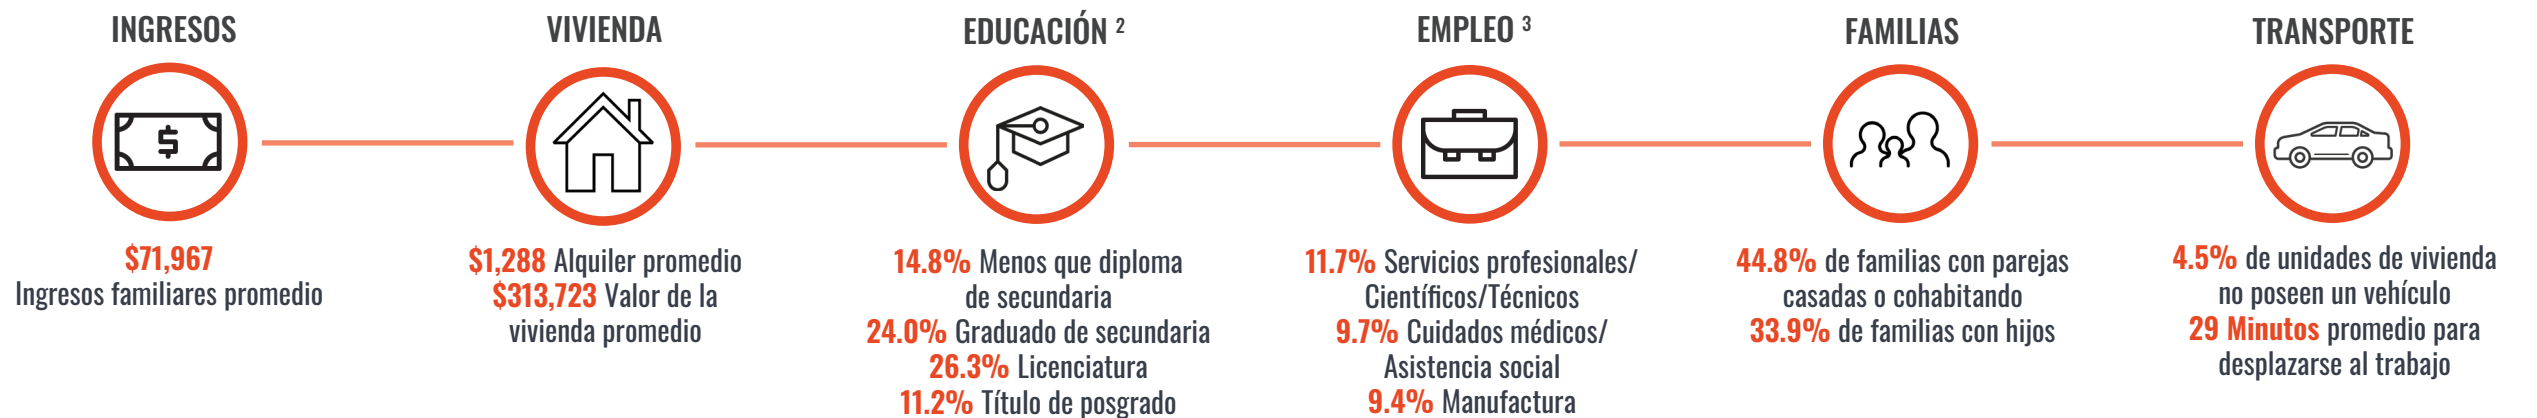 INGRESOS
$
$71,967
Ingresos familiares promedio
VIVIENDA
$1,288 Alquiler promedio
$313,723 Valor de la
vivienda promedio
EDUCACIÓN 2
14.8% Menos que diploma
de secundaria
24.0% Graduado de secundaria
26.3% Licenciatura
11.2% Título de posgrado
EMPLEO 3
11.7% Servicios profesionales/
Científicos/Técnicos
9.7% Cuidados médicos/
Asistencia social
9.4% Manufactura
FAMILIAS
44.8% de familias con parejas
casadas o cohabitando
33.9% de familias con hijos
TRANSPORTE
4.5% de unidades de vivienda
no poseen un vehículo
29 Minutos promedio para
desplazarse al trabajo